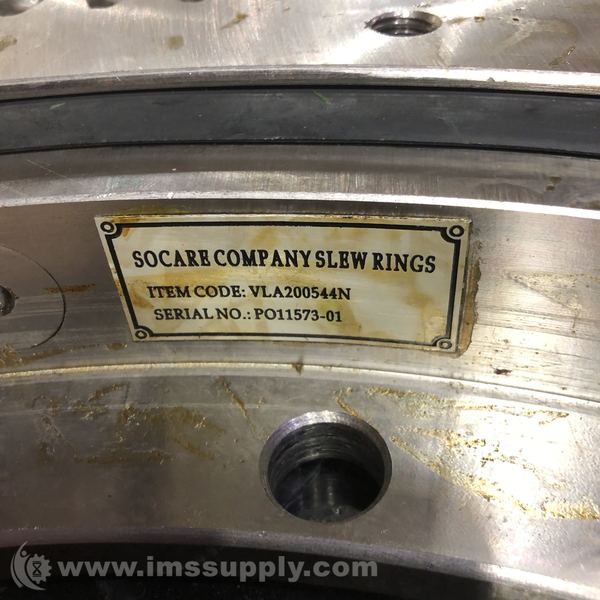 SOCARE COMPANY SLEW RINGS
ITEM CODE: VLA200544N
SERIAL NO.: PO11573-01
www.imssupply.com